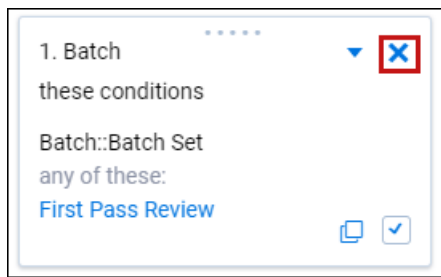 1. Batch
these conditions
Batch::Batch Set
any of these:
First Pass Review